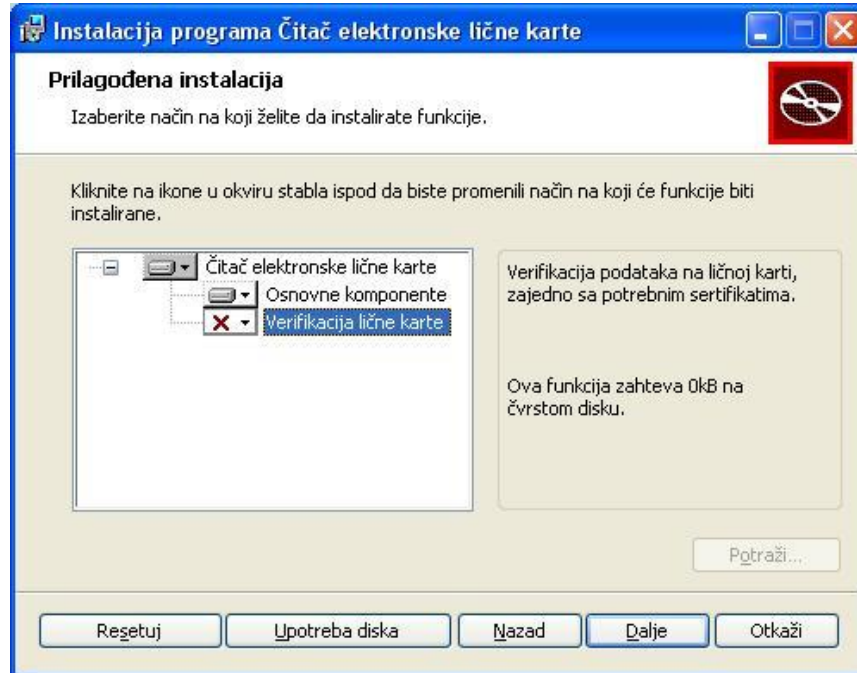 Instalacija programa Čitač elektronske lične karte
Prilagođena instalacija
Izaberite način na koji želite da instalirate funkcije.
Kliknite na ikone u okviru stabla ispod da biste promenili način na koji će funkcije biti
instalirane.
Čitač elektronske lične karte
Osnovne komponente
Verifikacija lične karte
Verifikacija podataka na ličnoj karti,
zajedno sa potrebnim sertifikatima.
Ova funkcija zahteva 0kB na
čvrstom disku.
Potraži...
Resetuj
Upotreba diska
Nazad
Dalje
Otkaži